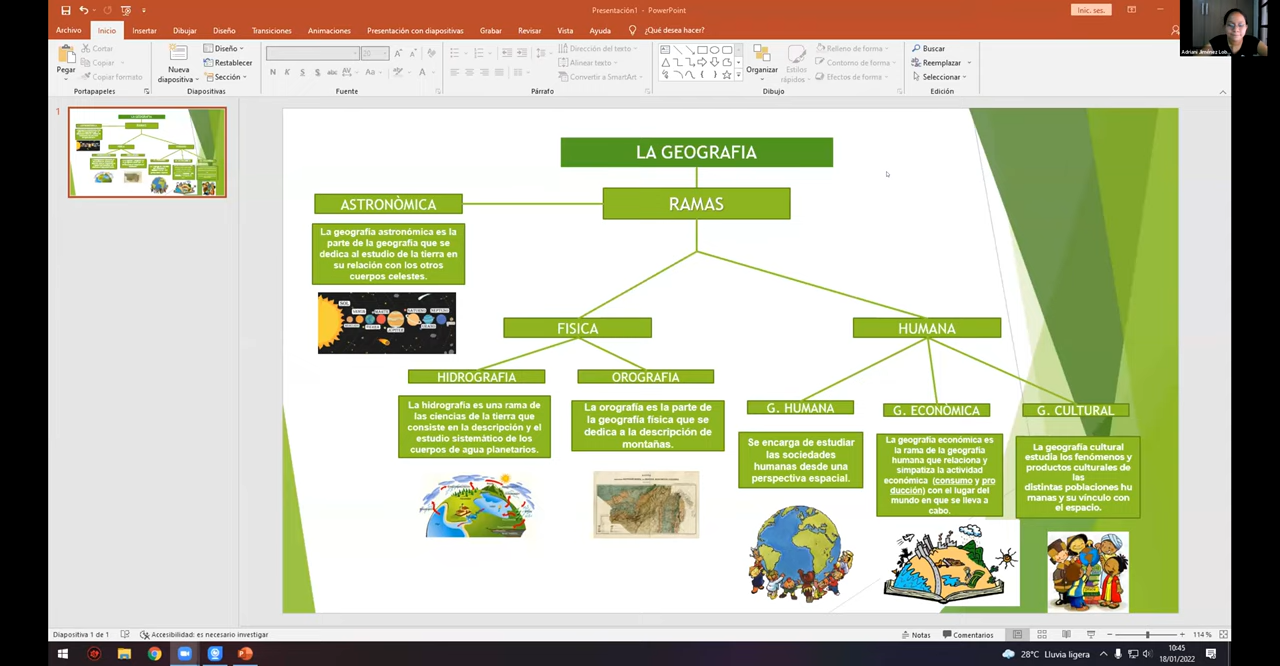 Presentación1 - PowerPoint
Inic. ses.
Archivo Inicio Insertar Dibujar Diseño Transiciones Animaciones Presentación con diapositivas Grabar Revisar Vista Ayuda ¿Qué desea hacer?
Pegar
Cortar
Copiar
Copiar formato
Portapapeles
Nueva
diapositiva
Diseño
Restablecer
Sección
Diapositivas
N K S S abc AV Aa A
Fuente
Dirección del texto
Alinear texto
Convertir a SmartArt
Párrafo
Organizar
Estilos
rápidos
Relleno de forma
Contorno de forma
Efectos de forma
Dibujo
Buscar
Reemplazar
Seleccionar
Edición
1
LA GEOGRAFIA
RAMAS
ASTRONÒMICA
La geografía astronómica es la
parte de la geografía que se
dedica al estudio de la tierra en
su relación con los otros
cuerpos celestes.
FISICA
HUMANA
HIDROGRAFIA
La hidrografía es una rama de
las ciencias de la tierra que
consiste en la descripción y el
estudio sistemático de los
cuerpos de agua planetarios.
OROGRAFIA
La orografía es la parte de
la geografía física que se
dedica a la descripción de
montañas.
G. HUMANA
Se encarga de estudiar
las sociedades
humanas desde una
perspectiva espacial.
G. ECONÒMICA
La geografía económica es
la rama de la geografía
humana que relaciona y
simpatiza la actividad
económica (consumo y pro
ducción) con el lugar del
mundo en que se lleva a
cabo.
G. CULTURAL
La geografía cultural
estudia los fenómenos y
productos culturales de
las
distintas poblaciones hu
manas y su vínculo con
el espacio.
Diapositiva 1 de 1
Accesibilidad: es necesario investigar
Notas
Comentarios
114 %
28°C Lluvia ligera
10:45
18/01/2022